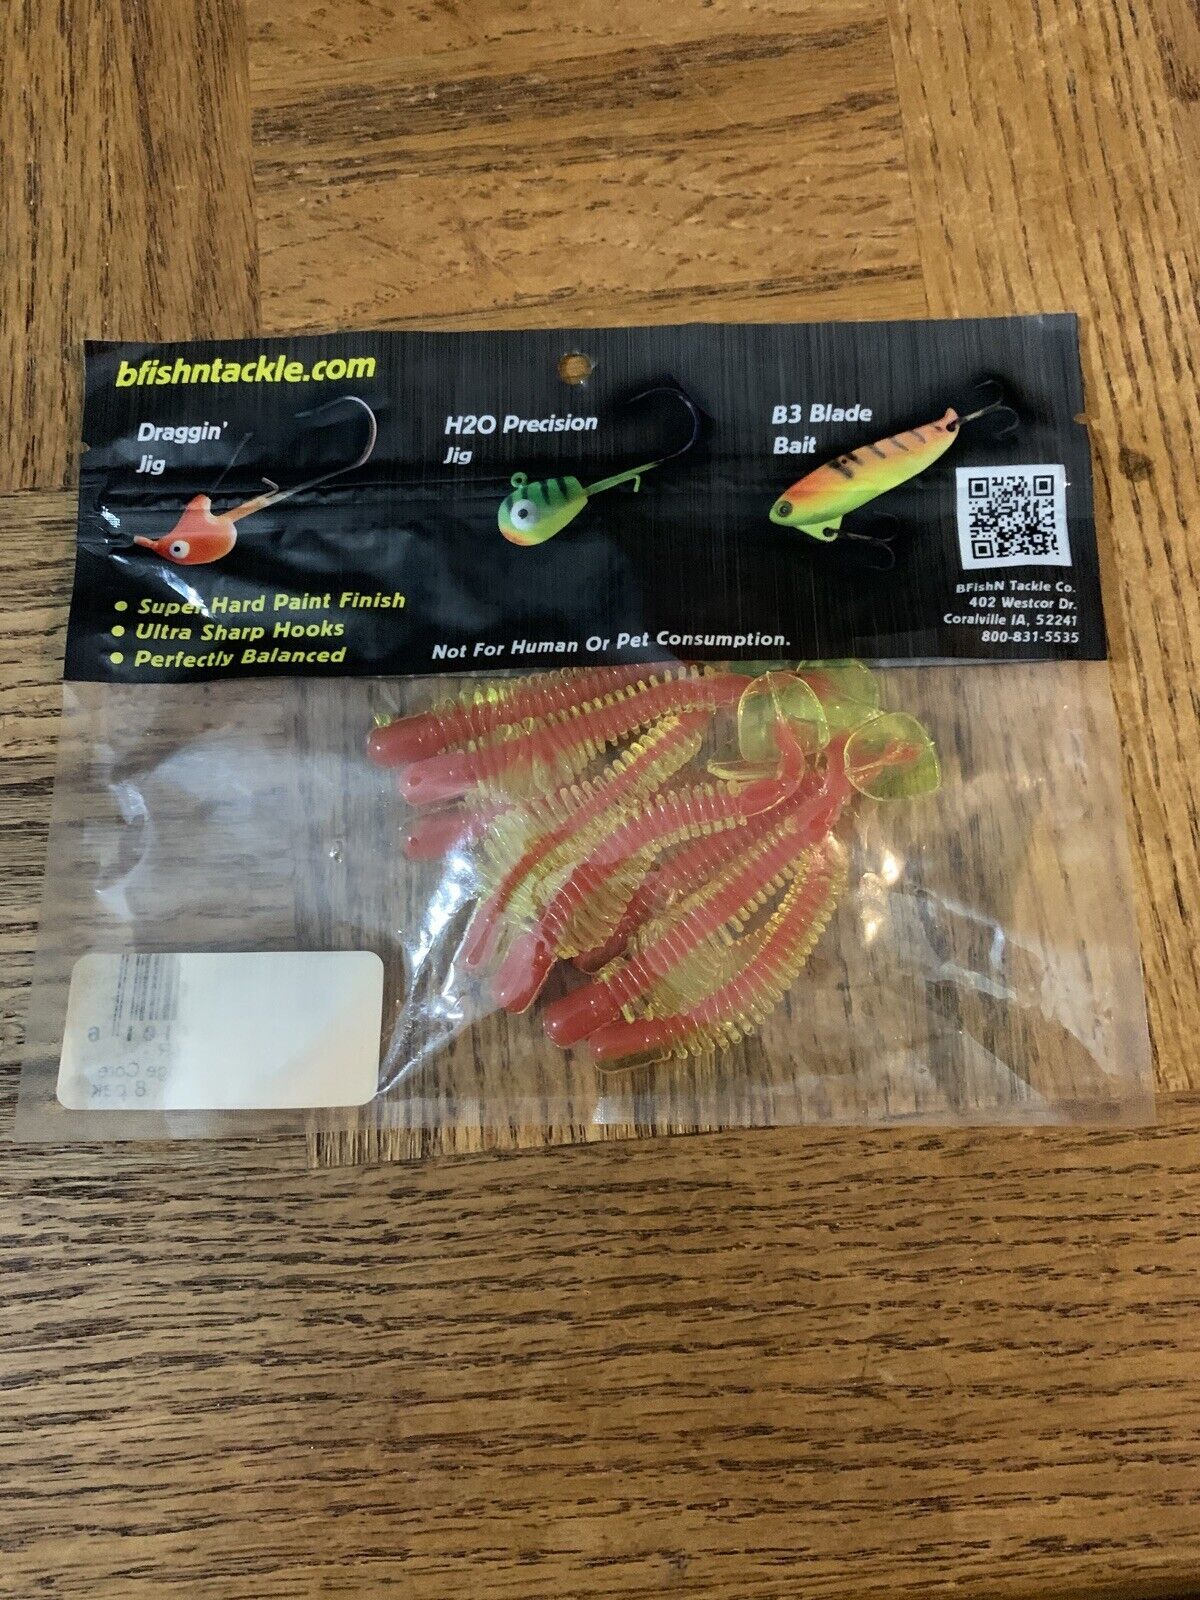 bfishntackle.com
Draggin'
Jig
H2O Precision
Jig
B3 Blade
Bait
• Super Hard Paint Finish
• Ultra Sharp Hooks
• Perfectly Balanced
Not For Human Or Pet Consumption.
BFishN Tackle Co.
402 Westcor Dr.
Coralville IA, 52241
800-831-5535